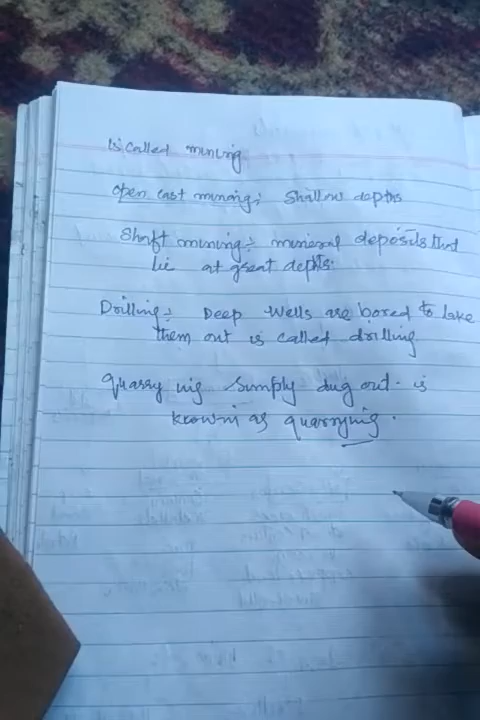 is called mining
open cast mining: Shallow depths
Shaft mining: mineral deposits that
lie at great depths.
Drilling: Deep wells are bored to take
them out is called drilling
Quarrying Simply dug out is
known as quarrying.